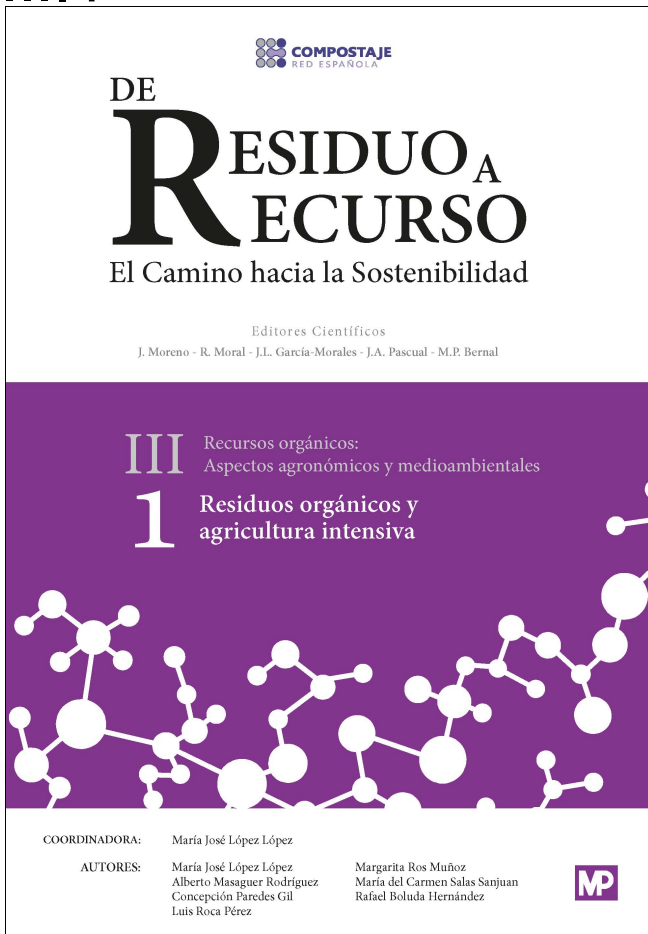 COMPOSTAJE
RED ESPAÑOLA
DE
RESIDUO A
RECURSO
El Camino hacia la Sostenibilidad
Editores Científicos
J. Moreno - R. Moral - J.L. García-Morales - J.A. Pascual - M.P. Bernal
III Recursos orgánicos:
Aspectos agronómicos y medioambientales
1 Residuos orgánicos y
agricultura intensiva
COORDINADORA: María José López López
AUTORES: María José López López
Alberto Masaguer Rodríguez
Concepción Paredes Gil
Luis Roca Pérez
Margarita Ros Muñoz
María del Carmen Salas Sanjuan
Rafael Boluda Hernández
MP